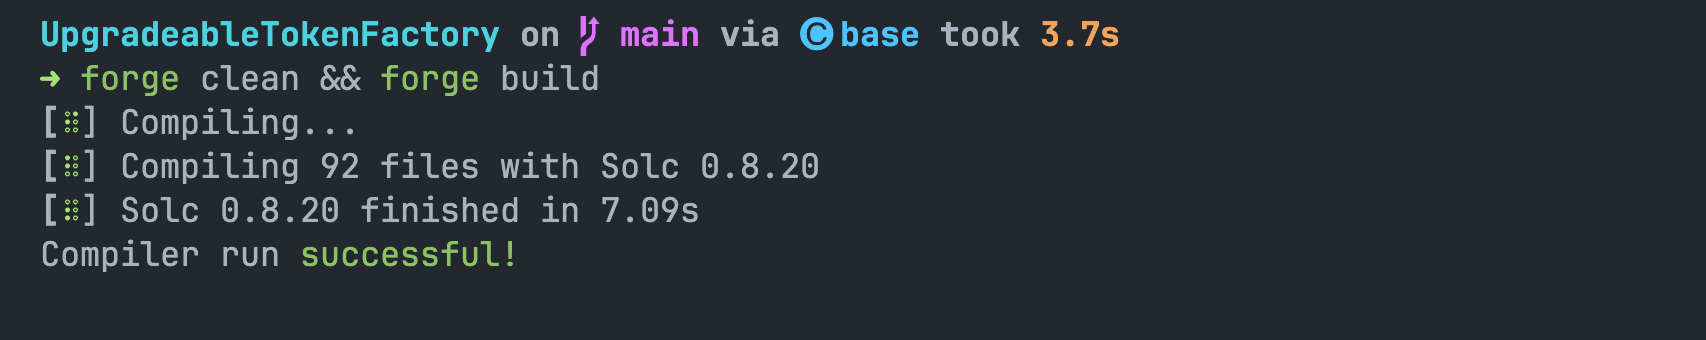 UpgradeableTokenFactory on main via C base took 3.7s
➜ forge clean && forge build
[⠺] Compiling...
[⠇] Compiling 92 files with Solc 0.8.20
[⠆] Solc 0.8.20 finished in 7.09s
Compiler run successful!